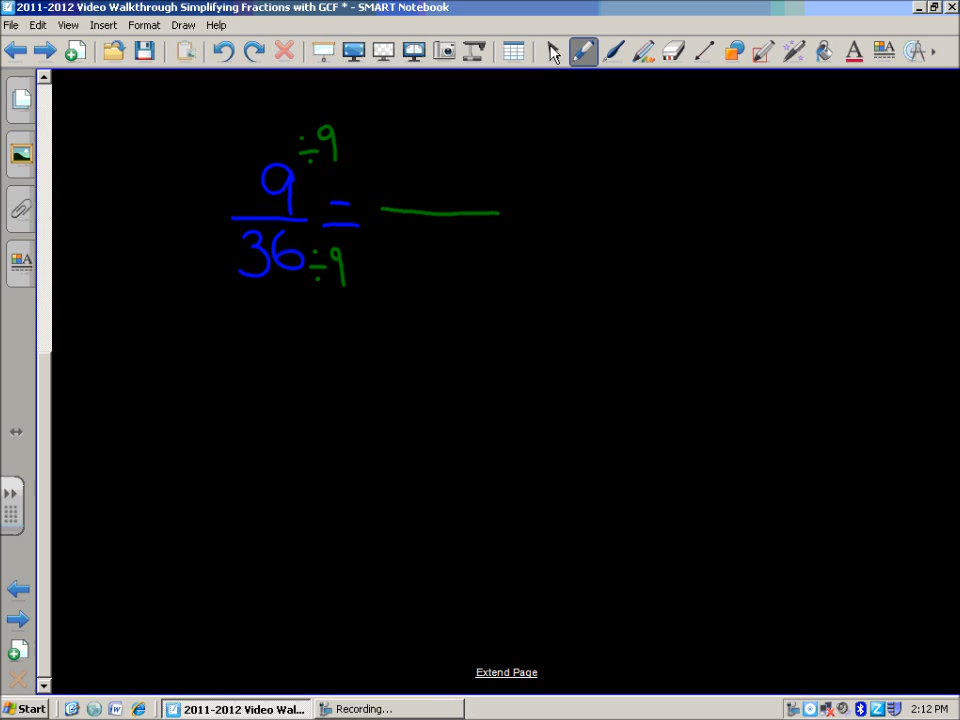 2011-2012 Video Walkthrough Simplifying Fractions with GCF * - SMART Notebook
File Edit View Insert Format Draw Help
÷9
9
=
36
÷9
Extend Page
Start 2011-2012 Video Wal... Recording... 2:12 PM